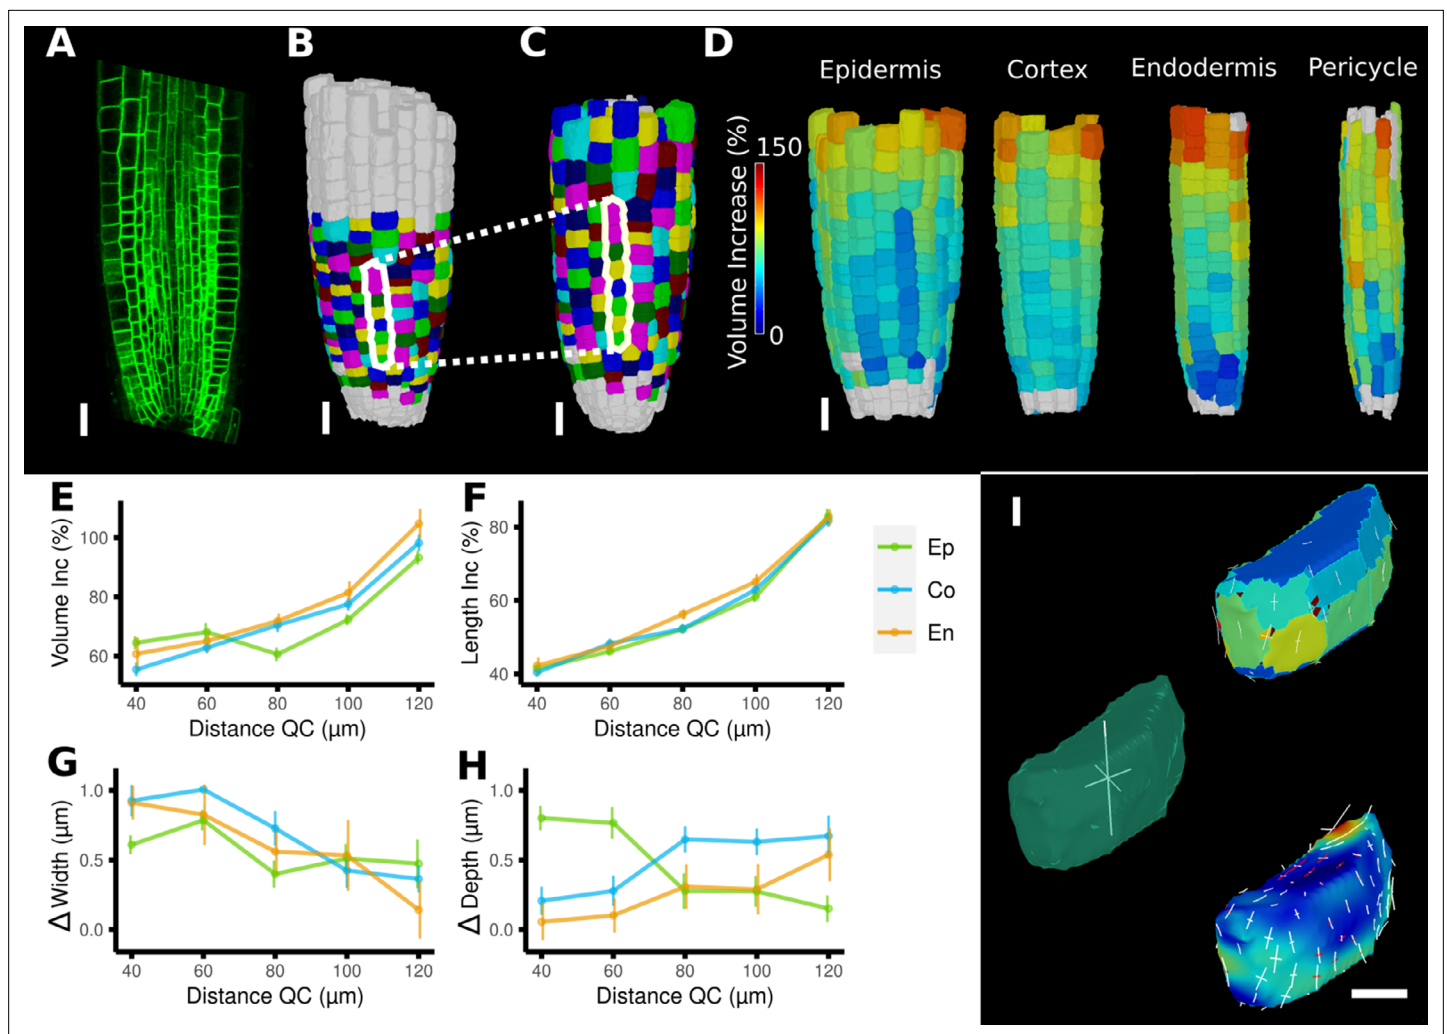 A
B
C
D
Epidermis
Cortex
Endodermis
Pericycle
Volume Increase (%)
150
0
E
Volume Inc (%)
100
80
60
40
60
80
100
120
Distance QC (µm)
F
Length Inc (%)
80
60
40
40
60
80
100
120
Distance QC (µm)
Ep
Co
En
G
Δ Width (µm)
1.0
0.5
0.0
40
60
80
100
120
Distance QC (µm)
H
Δ Depth (µm)
1.0
0.5
0.0
40
60
80
100
120
Distance QC (µm)
I